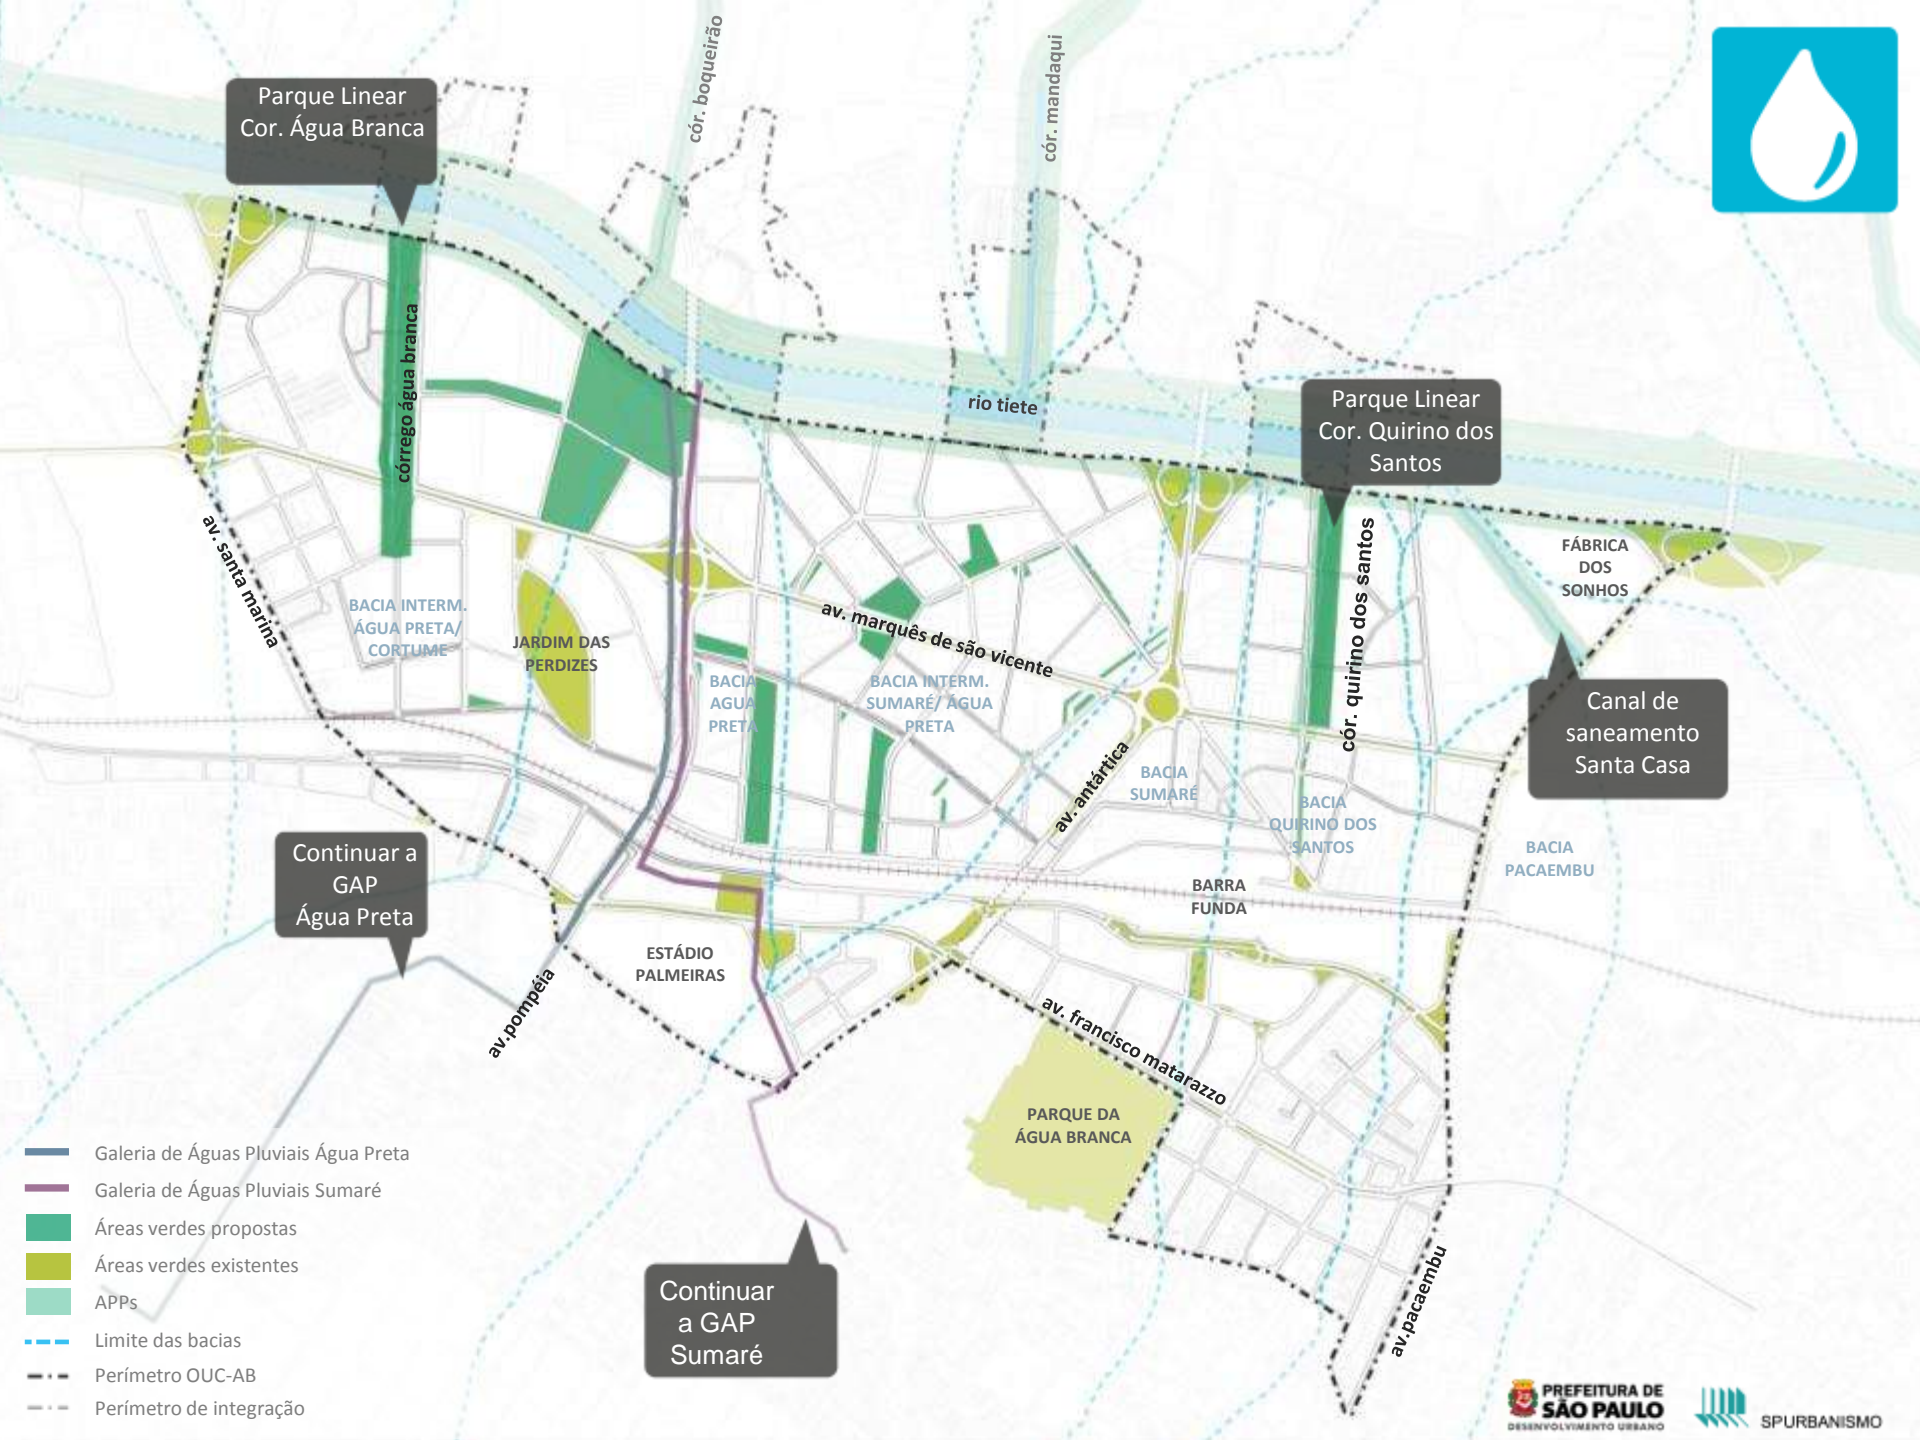 cór. boqueirão
cór. mandaqui
Parque Linear
Cor. Água Branca
córrego água branca
rio tiete
Parque Linear
Cor. Quirino dos
Santos
av. santa marina
cór. quirino dos santos
FÁBRICA
DOS
SONHOS
BACIA INTERM.
ÁGUA PRETA/
CORTUME
JARDIM DAS
PERDIZES
av. marquês de são vicente
BACIA
AGUA
PRETA
BACIA INTERM.
SUMARÉ/ ÁGUA
PRETA
Canal de
saneamento
Santa Casa
av. antártica
BACIA
SUMARÉ
BACIA
QUIRINO DOS
SANTOS
BACIA
PACAEMBU
Continuar a
GAP
Água Preta
BARRA
FUNDA
ESTÁDIO
PALMEIRAS
av.pompéia
av. francisco matarazzo
PARQUE DA
ÁGUA BRANCA
av.pacaembu
Continuar
a GAP
Sumaré
Galeria de Águas Pluviais Água Preta
Galeria de Águas Pluviais Sumaré
Áreas verdes propostas
Áreas verdes existentes
APPs
Limite das bacias
Perímetro OUC-AB
Perímetro de integração
PREFEITURA DE
SÃO PAULO
DESENVOLVIMENTO URBANO
SPURBANISMO